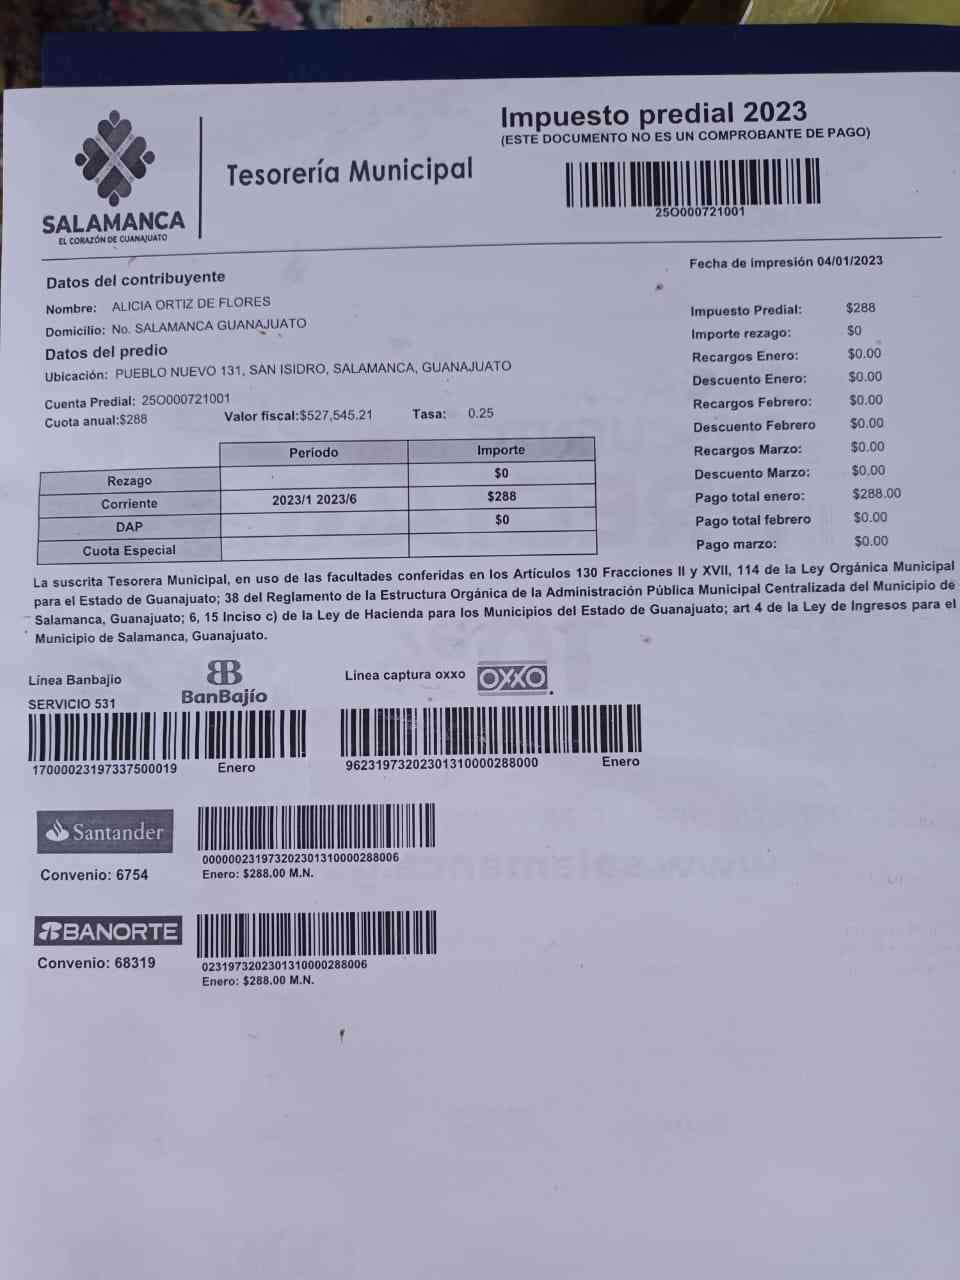 Impuesto predial 2023
(ESTE DOCUMENTO NO ES UN COMPROBANTE DE PAGO)
Tesorería Municipal
25O000721001
SALAMANCA
EL CORAZÓN DE GUANAJUATO
Fecha de impresión 04/01/2023
Datos del contribuyente
Nombre: ALICIA ORTIZ DE FLORES
Domicilio: No. SALAMANCA GUANAJUATO
Datos del predio
Ubicación: PUEBLO NUEVO 131, SAN ISIDRO, SALAMANCA, GUANAJUATO
Cuenta Predial: 25O000721001
Cuota anual:$288 Valor fiscal:$527,545.21 Tasa: 0.25
Impuesto Predial: $288
Importe rezago: $0
Recargos Enero: $0.00
Descuento Enero: $0.00
Recargos Febrero: $0.00
Descuento Febrero $0.00
Recargos Marzo: $0.00
Descuento Marzo: $0.00
Pago total enero: $288.00
Pago total febrero $0.00
Pago marzo: $0.00
Período Importe
Rezago $0
Corriente 2023/1 2023/6 $288
DAP $0
Cuota Especial
La suscrita Tesorera Municipal, en uso de las facultades conferidas en los Artículos 130 Fracciones II y XVII, 114 de la Ley Orgánica Municipal
para el Estado de Guanajuato; 38 del Reglamento de la Estructura Orgánica de la Administración Pública Municipal Centralizada del Municipio de
Salamanca, Guanajuato; 6, 15 Inciso c) de la Ley de Hacienda para los Municipios del Estado de Guanajuato; art 4 de la Ley de Ingresos para el
Municipio de Salamanca, Guanajuato.
Línea Banbajio
SERVICIO 531
BanBajío
17000023197337500019 Enero
Línea captura oxxo
OXXO
96231973202301310000288000 Enero
Santander
Convenio: 6754
000000231973202301310000288006
Enero: $288.00 M.N.
BANORTE
Convenio: 68319
0231973202301310000288006
Enero: $288.00 M.N.